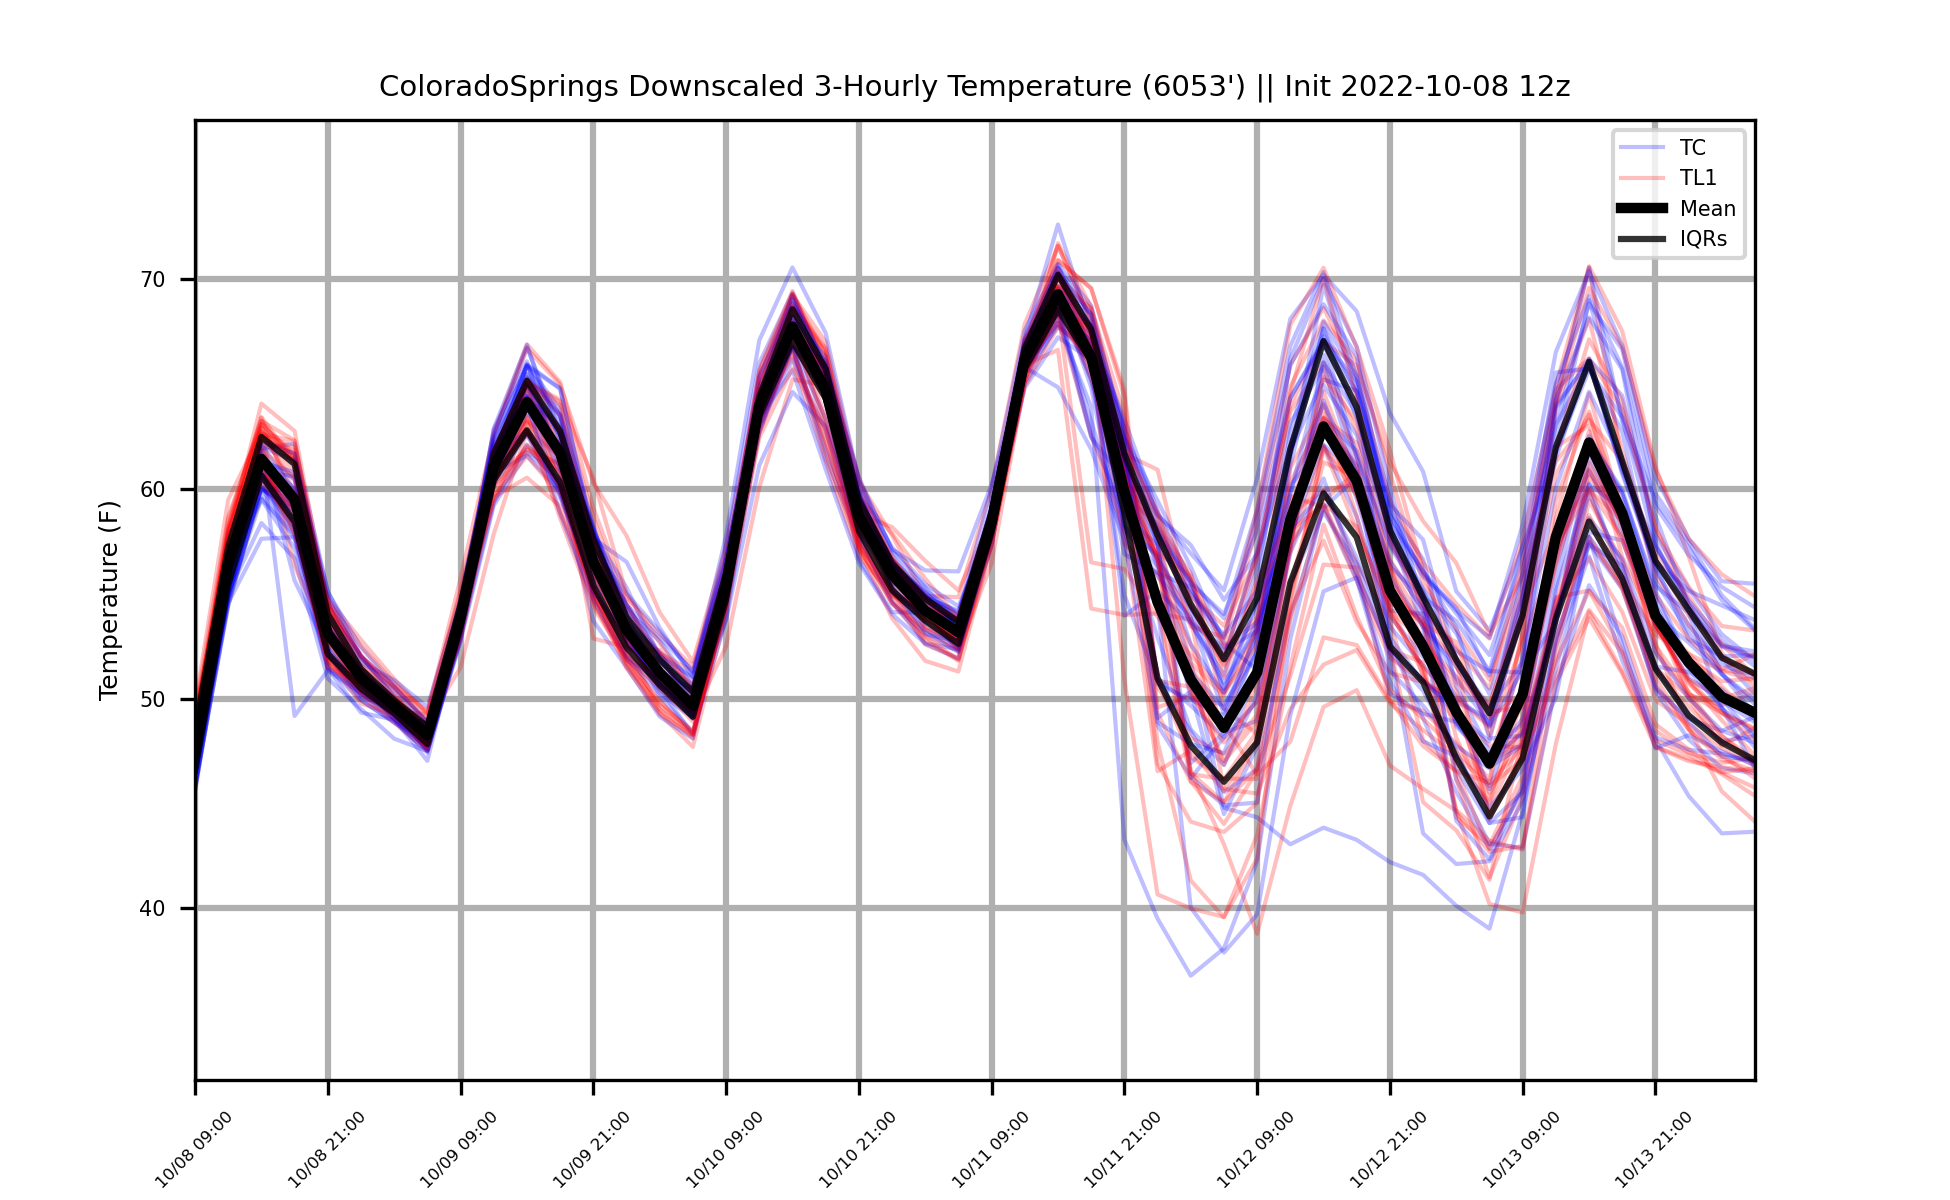 ColoradoSprings Downscaled 3-Hourly Temperature (6053') || Init 2022-10-08 12z
TC
TL1
Mean
IQRs
Temperature (F)
70
60
50
40
10/08 09:00
10/08 21:00
10/09 09:00
10/09 21:00
10/10 09:00
10/10 21:00
10/11 09:00
10/11 21:00
10/12 09:00
10/12 21:00
10/13 09:00
10/13 21:00